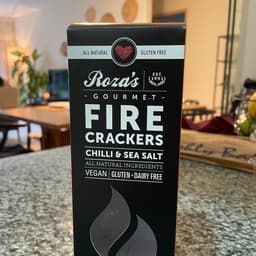 ALL NATURAL GLUTEN FREE
Roza's
EST. 1993
GOURMET
FIRE
CRACKERS
CHILLI & SEA SALT
ALL NATURAL INGREDIENTS
VEGAN GLUTEN + DAIRY FREE